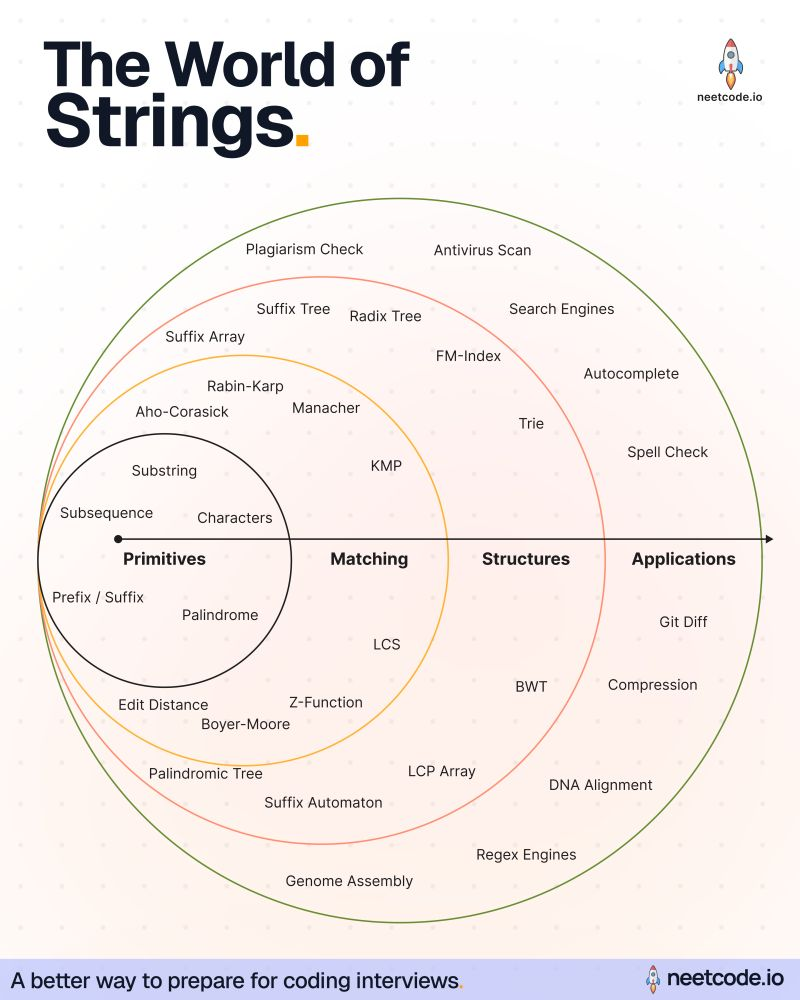 The World of
Strings.
neetcode.io
Plagiarism Check
Antivirus Scan
Suffix Tree
Radix Tree
Search Engines
Suffix Array
FM-Index
Autocomplete
Rabin-Karp
Aho-Corasick
Manacher
Trie
Spell Check
KMP
Substring
Subsequence
Characters
Primitives
Matching
Structures
Applications
Prefix / Suffix
Palindrome
Git Diff
LCS
BWT
Compression
Edit Distance
Z-Function
Boyer-Moore
Palindromic Tree
LCP Array
DNA Alignment
Suffix Automaton
Regex Engines
Genome Assembly
A better way to prepare for coding interviews.
neetcode.io